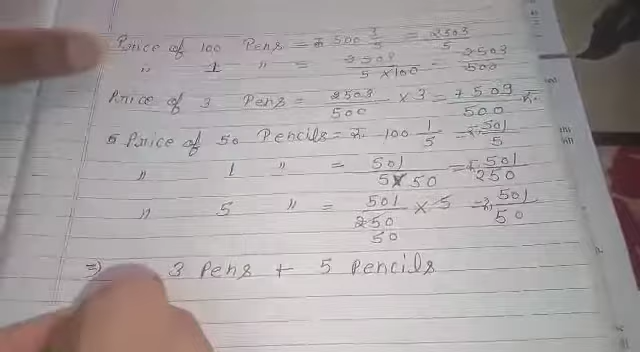 Price of 100 Pens = ₹ 500 3/5 = 2503/5
" 1 " = 2503/5×100 = 2503/500
Price of 3 Pens = 2503/500 × 3 = 7509/500
Price of 50 Pencils = ₹ 100 1/5 = ₹ 501/5
" 1 " = 501/5×50 = ₹ 501/250
" 5 " = 501/250 × 5 = ₹ 501/50
50
⇒ 3 Pens + 5 Pencils